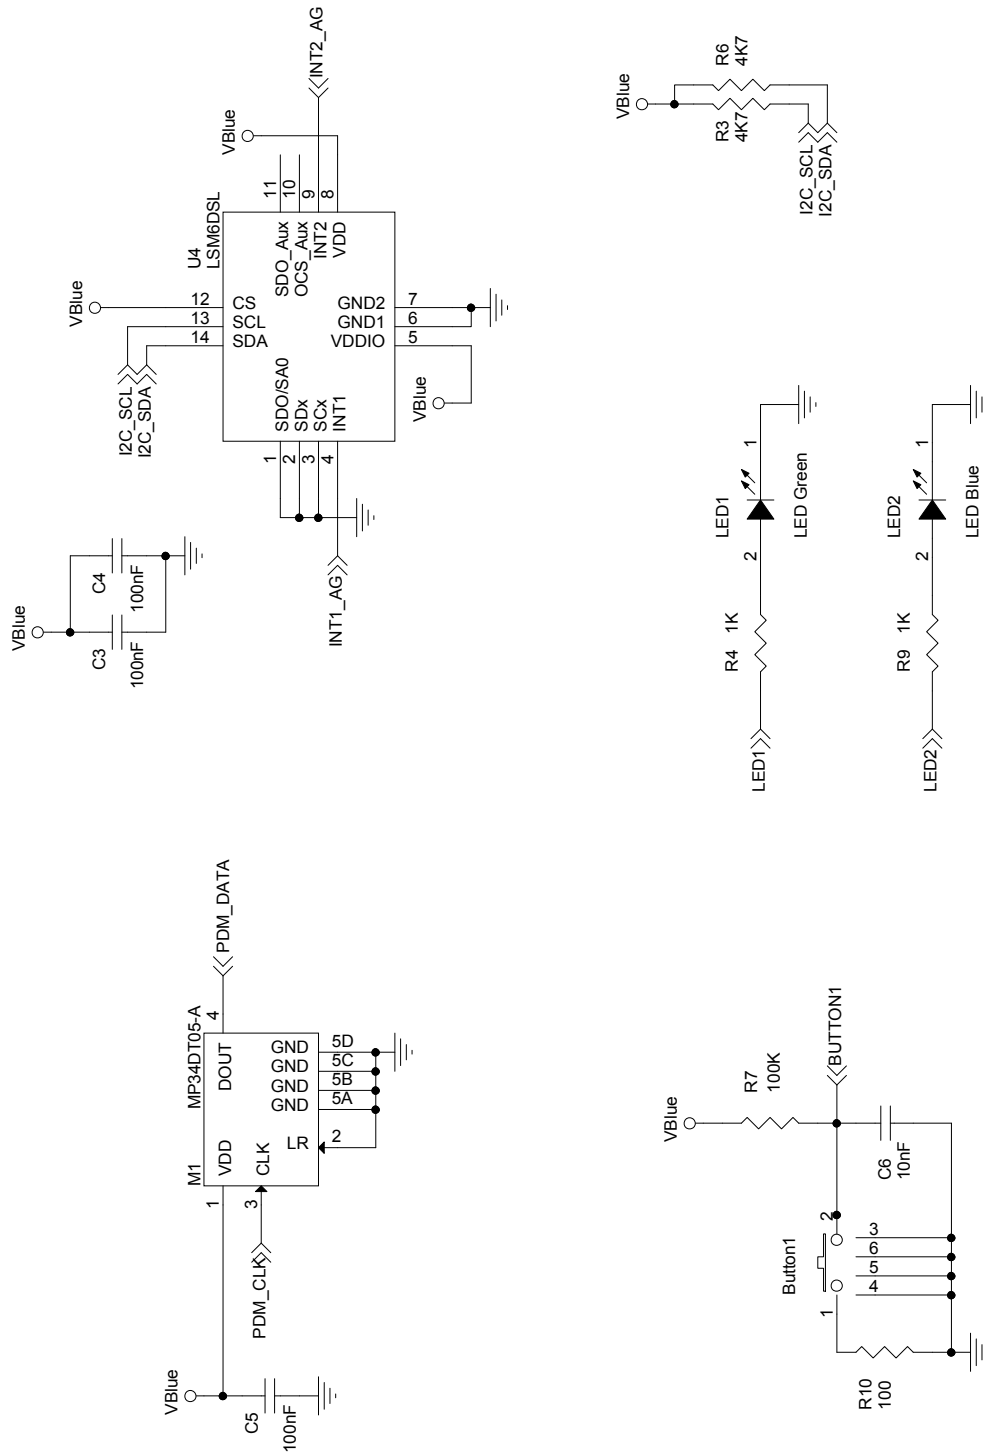 VBlue
C5
100nF
PDM_CLK
M1
MP34DT05-A
1
VDD
3
CLK
DOUT
4
PDM_DATA
LR
2
GND
5A
GND
5B
GND
5C
GND
5D
VBlue
C3
100nF
C4
100nF
U4
LSM6DSL
VBlue
12
CS
I2C_SCL
13
SCL
I2C_SDA
14
SDA
1
SDO/SA0
2
SDx
3
SCx
4
INT1
INT1_AG
SDO_Aux
11
OCS_Aux
10
INT2
9
VDD
8
VBlue
INT2_AG
GND2
7
GND1
6
VDDIO
5
VBlue
R10
100
Button1
1
2
3
6
5
4
VBlue
R7
100K
C6
10nF
BUTTON1
LED1
R4
1K
2
LED1
LED Green
1
LED2
R9
1K
2
LED2
LED Blue
1
VBlue
R6
4K7
R3
4K7
I2C_SCL
I2C_SDA